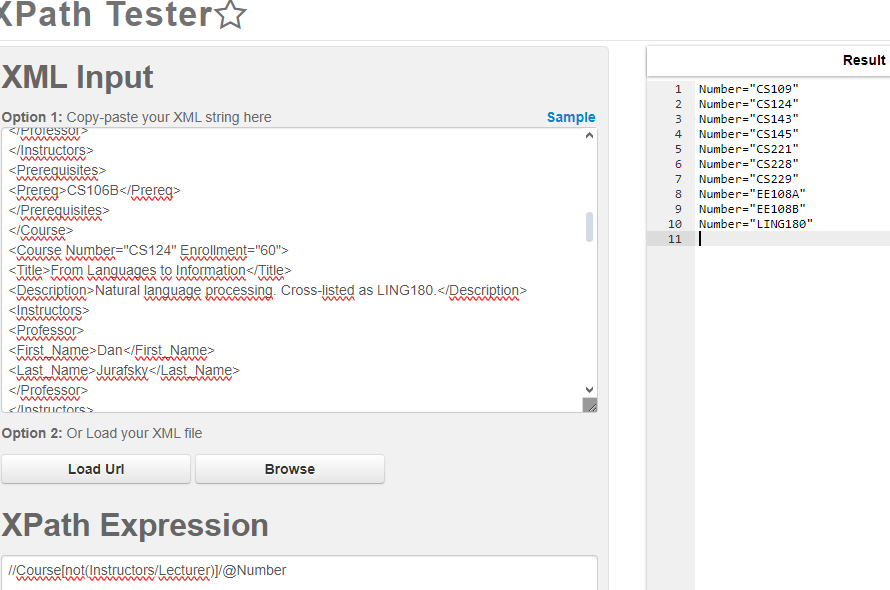 XPath Tester☆
XML Input
Option 1: Copy-paste your XML string here
Sample
</Professor>
</Instructors>
<Prerequisites>
<Prereq>CS106B</Prereq>
</Prerequisites>
</Course>
<Course Number="CS124" Enrollment="60">
<Title>From Languages to Information</Title>
<Description>Natural language processing. Cross-listed as LING180.</Description>
<Instructors>
<Professor>
<First_Name>Dan</First_Name>
<Last_Name>Jurafsky</Last_Name>
</Professor>
</Instructors>
Option 2: Or Load your XML file
Load Url
Browse
XPath Expression
//Course[not(Instructors/Lecturer)]/@Number
Result
1 Number="CS109"
2 Number="CS124"
3 Number="CS143"
4 Number="CS145"
5 Number="CS221"
6 Number="CS228"
7 Number="CS229"
8 Number="EE108A"
9 Number="EE108B"
10 Number="LING180"
11